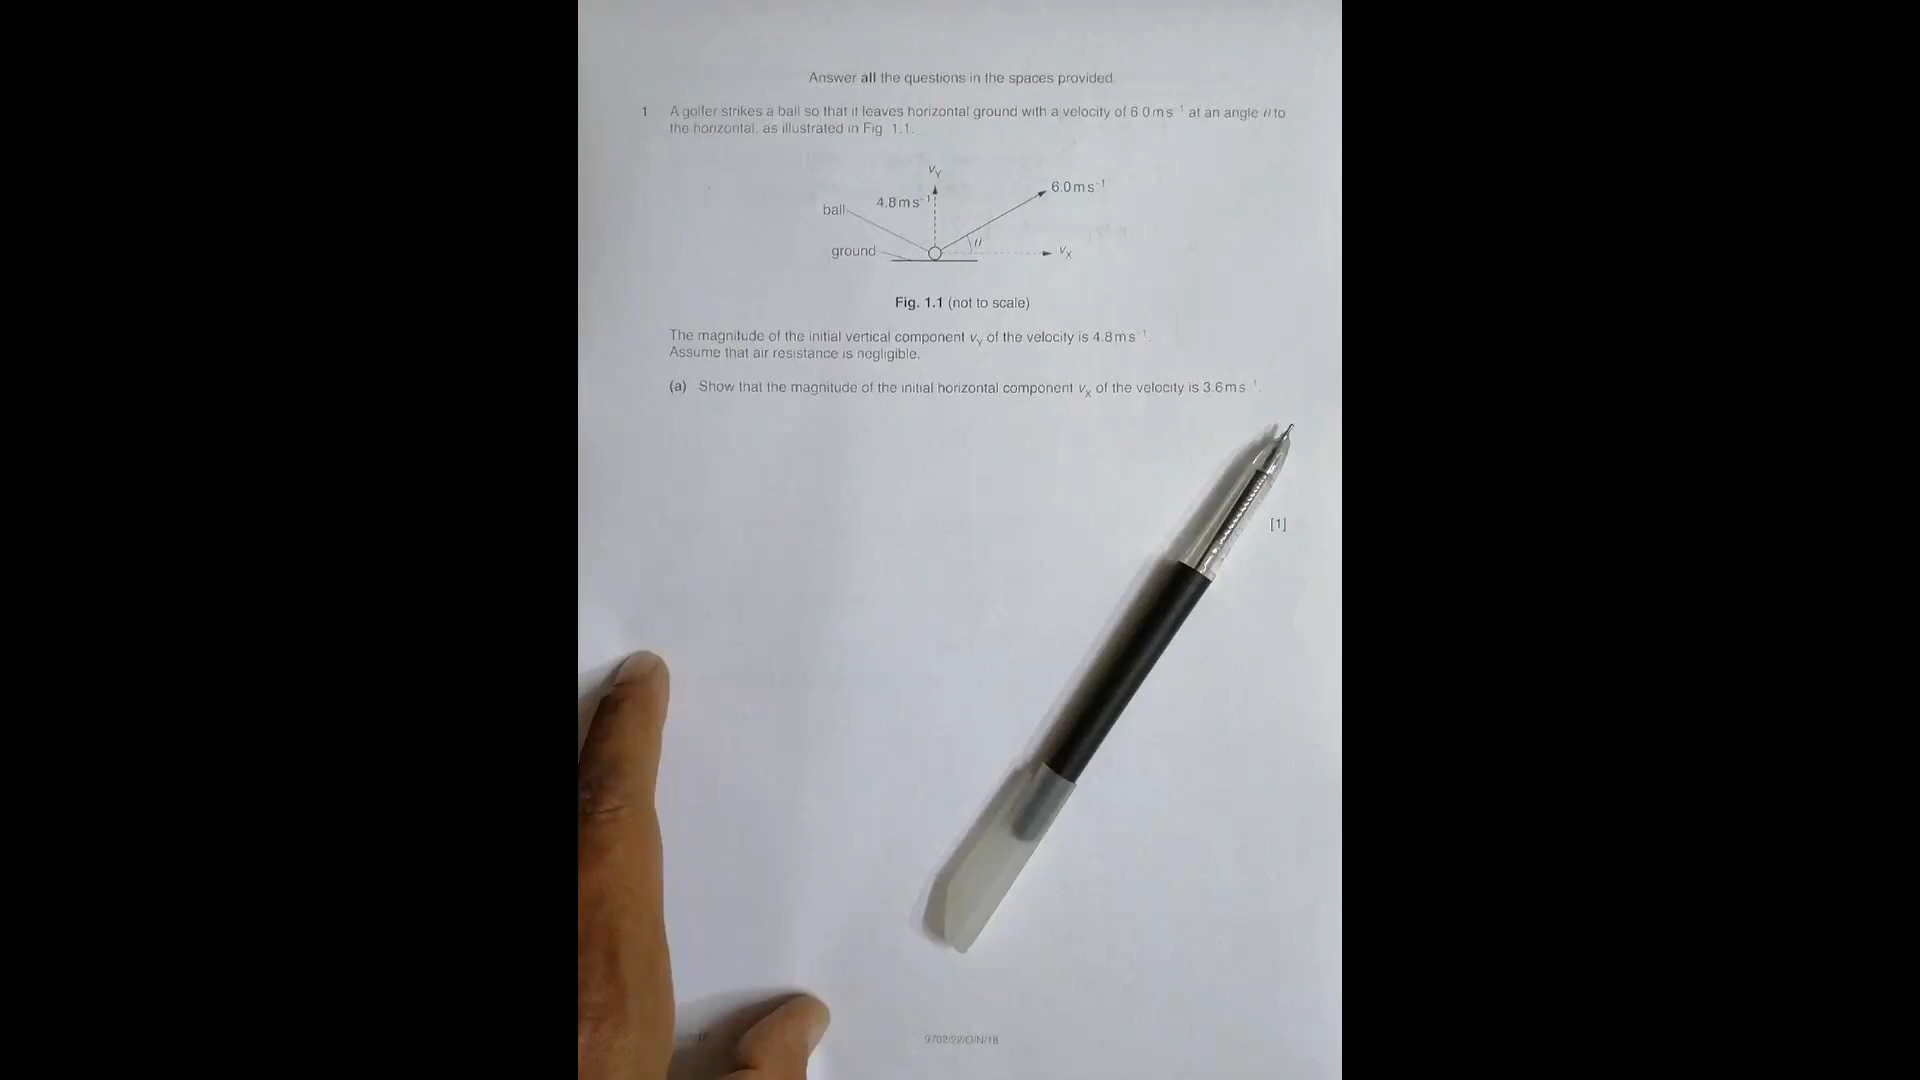 Answer all the questions in the spaces provided.
1 A golfer strikes a ball so that it leaves horizontal ground with a velocity of 6.0 m s⁻¹ at an angle θ to
the horizontal, as illustrated in Fig. 1.1.
v_Y
6.0 m s⁻¹
4.8 m s⁻¹
ball
θ
ground
v_X
Fig. 1.1 (not to scale)
The magnitude of the initial vertical component v_Y of the velocity is 4.8 m s⁻¹.
Assume that air resistance is negligible.
(a) Show that the magnitude of the initial horizontal component v_X of the velocity is 3.6 m s⁻¹.
[1]
9702/22/O/N/18